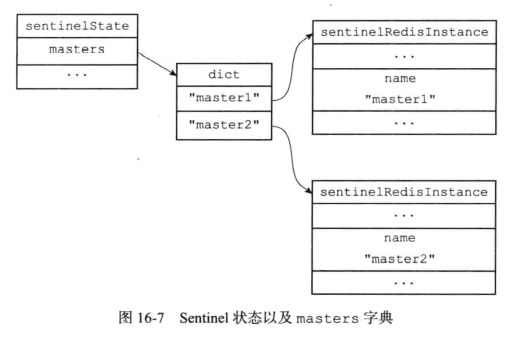 sentinelState
masters
...
dict
"master1"
"master2"
sentinelRedisInstance
...
name
"master1"
...
sentinelRedisInstance
...
name
"master2"
...
图 16-7 Sentinel 状态以及 masters 字典